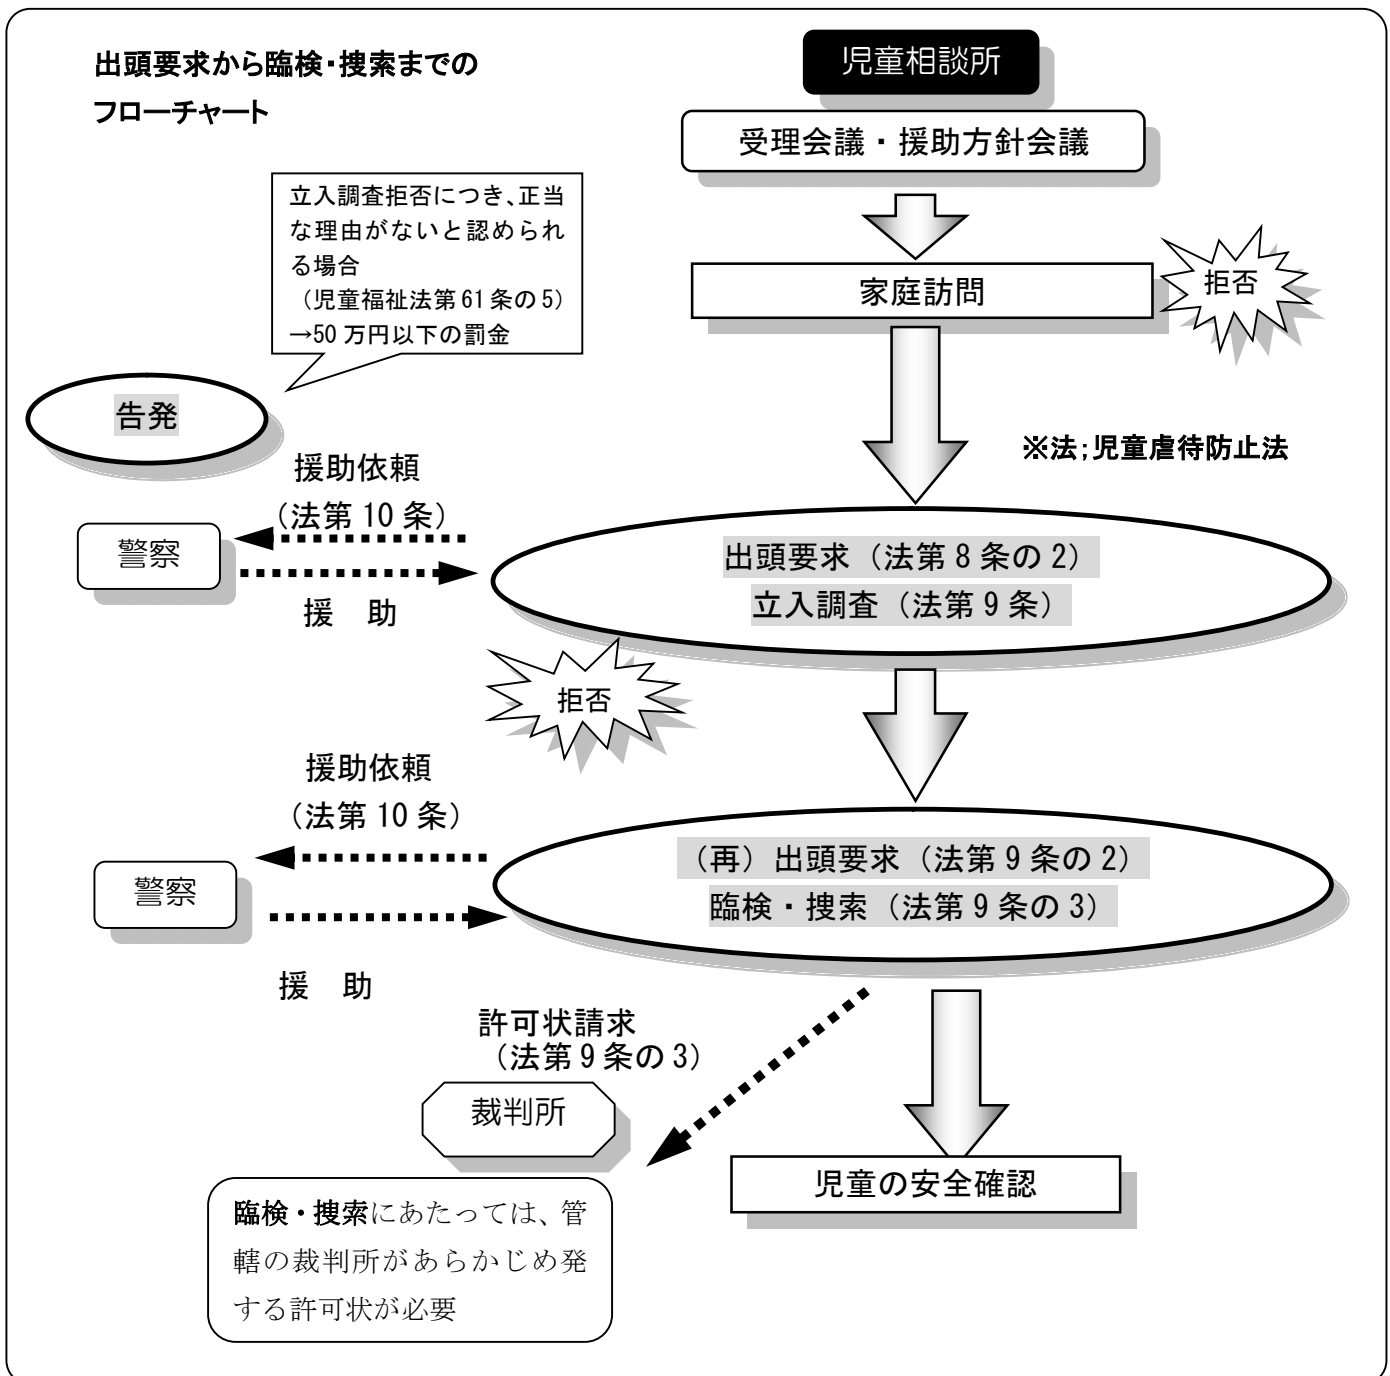 出頭要求から臨検・捜索までの
フローチャート
児童相談所
受理会議・援助方針会議
立入調査拒否につき、正当
な理由がないと認められ
る場合
（児童福祉法第61条の5）
→50万円以下の罰金
家庭訪問
拒否
告発
※法；児童虐待防止法
援助依頼
（法第10条）
警察
援　助
出頭要求（法第8条の2）
立入調査（法第9条）
拒否
援助依頼
（法第10条）
警察
援　助
（再）出頭要求（法第9条の2）
臨検・捜索（法第9条の3）
許可状請求
（法第9条の3）
裁判所
児童の安全確認
臨検・捜索にあたっては、管
轄の裁判所があらかじめ発
する許可状が必要